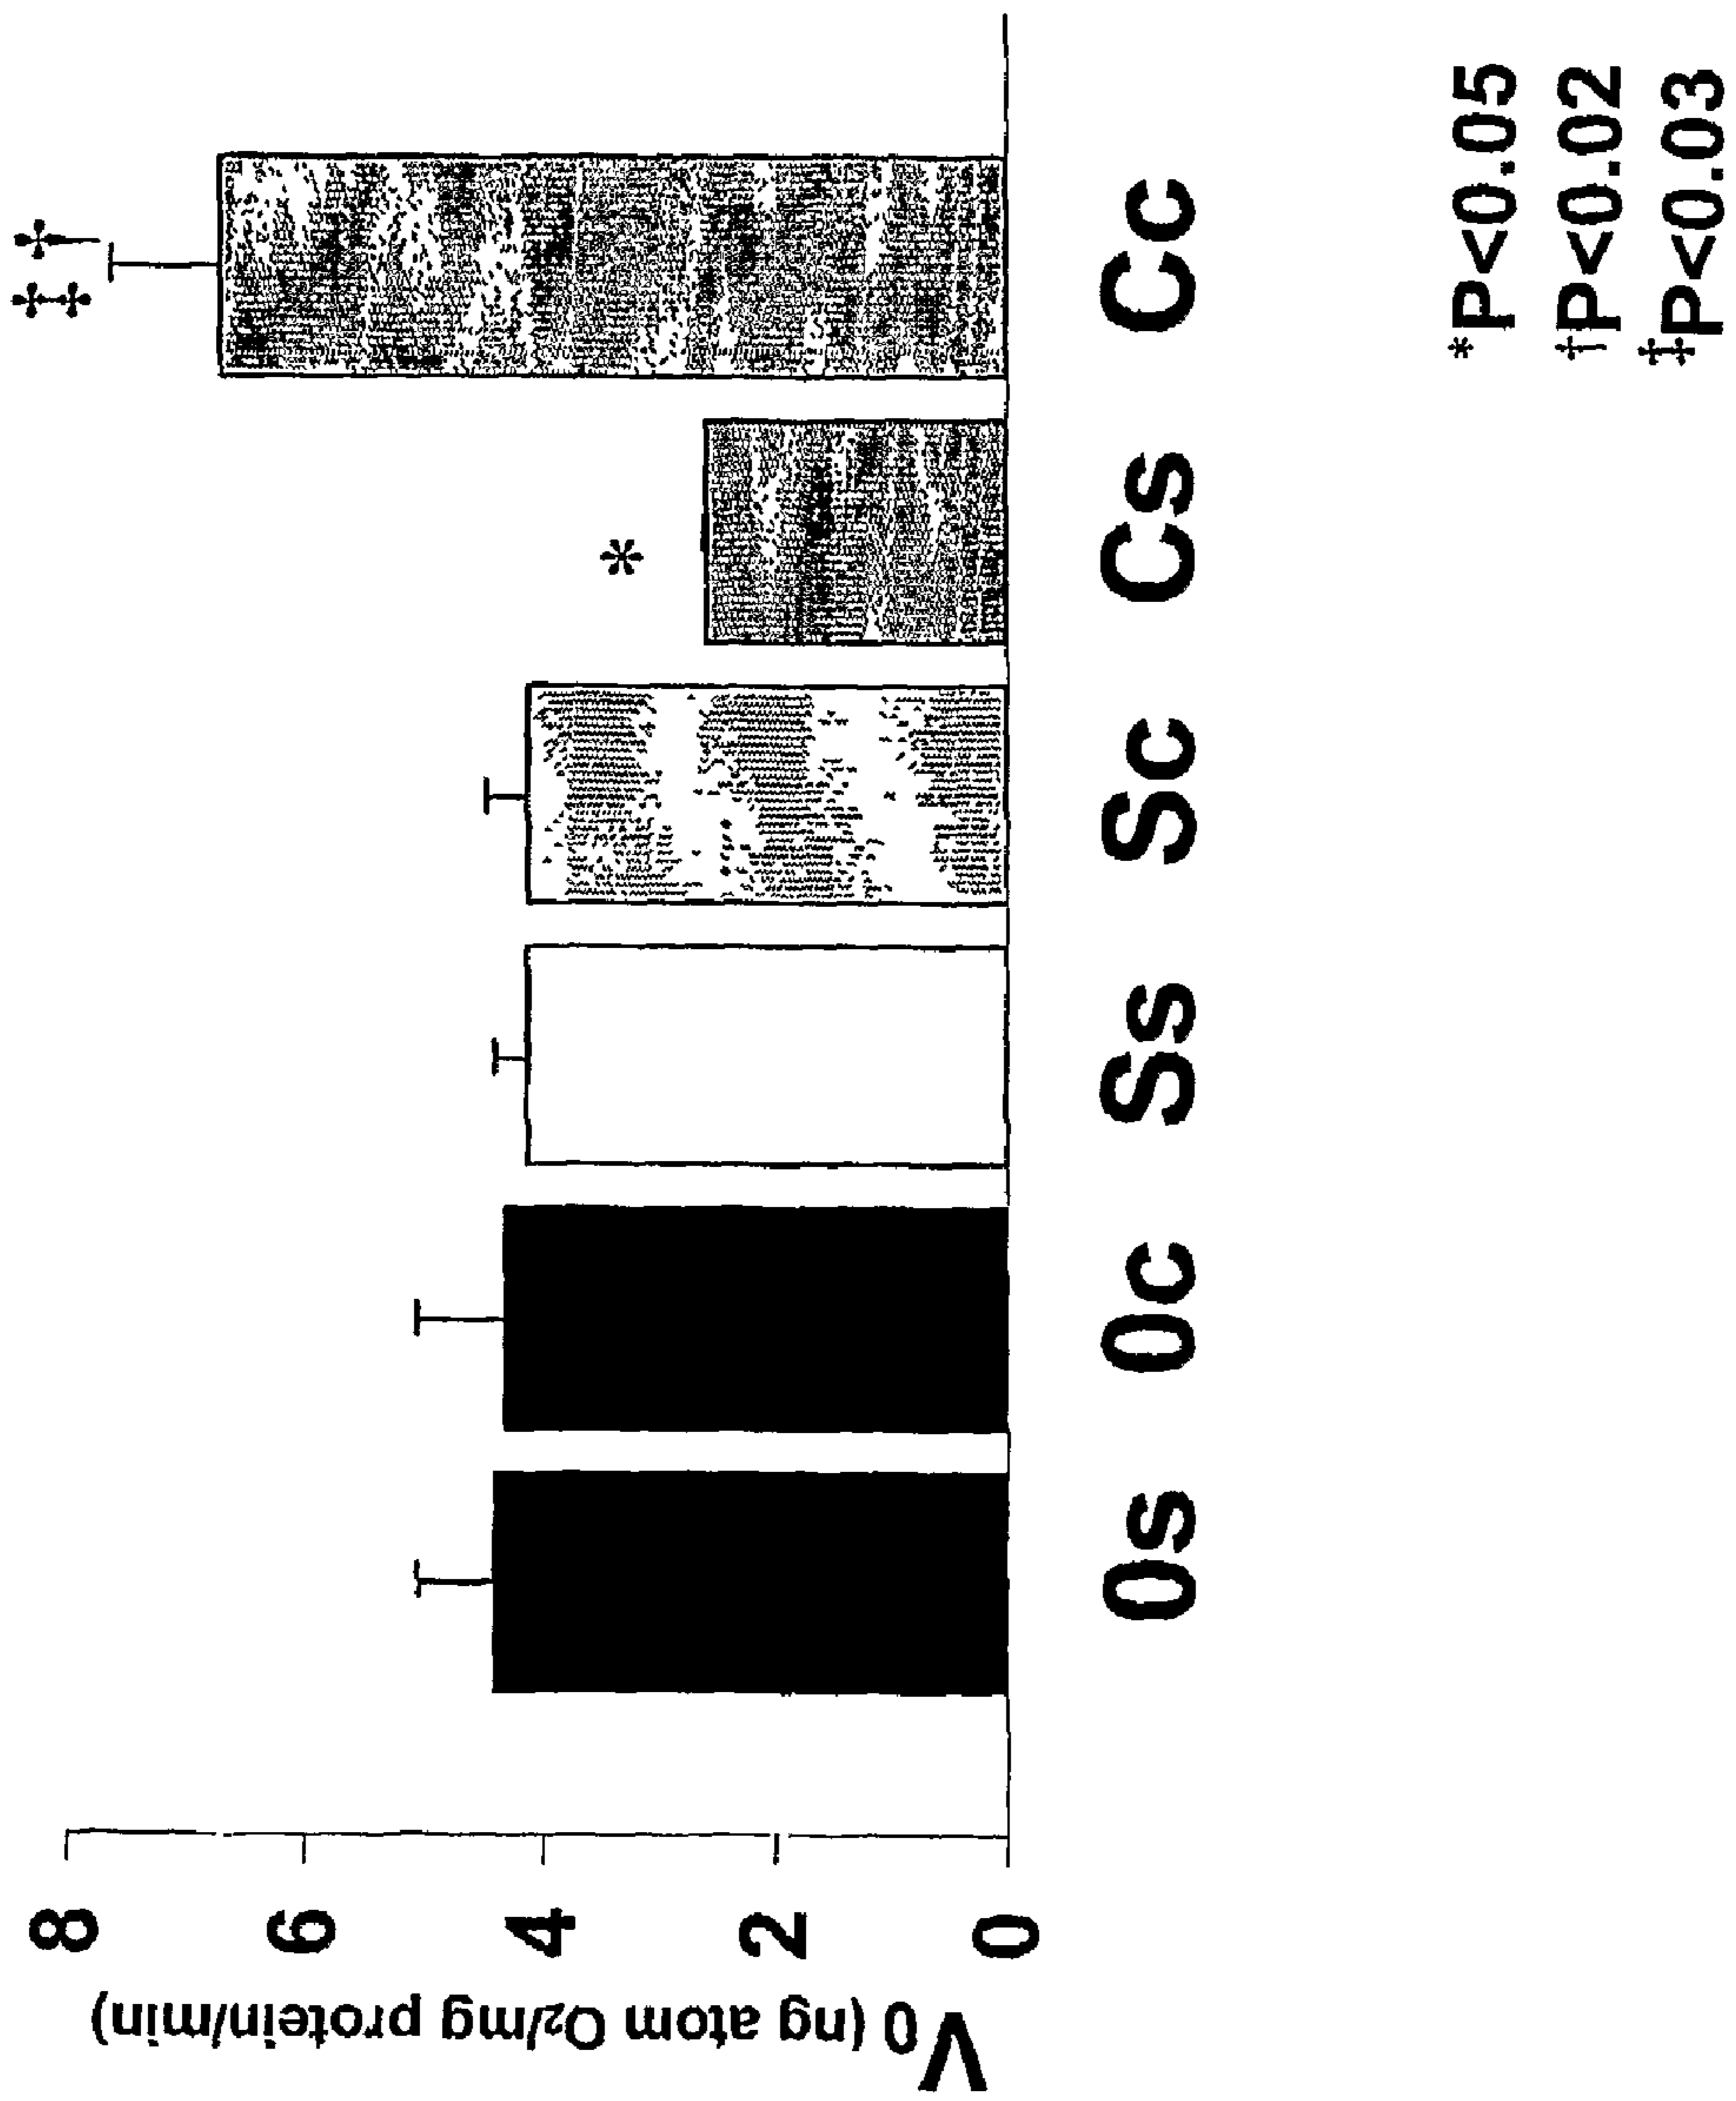 V0 (ng atom O2/mg protein/min)
8
6
4
2
0
*
‡ †
0s 0c Ss Sc Cs Cc
*P<0.05
†P<0.02
‡P<0.03